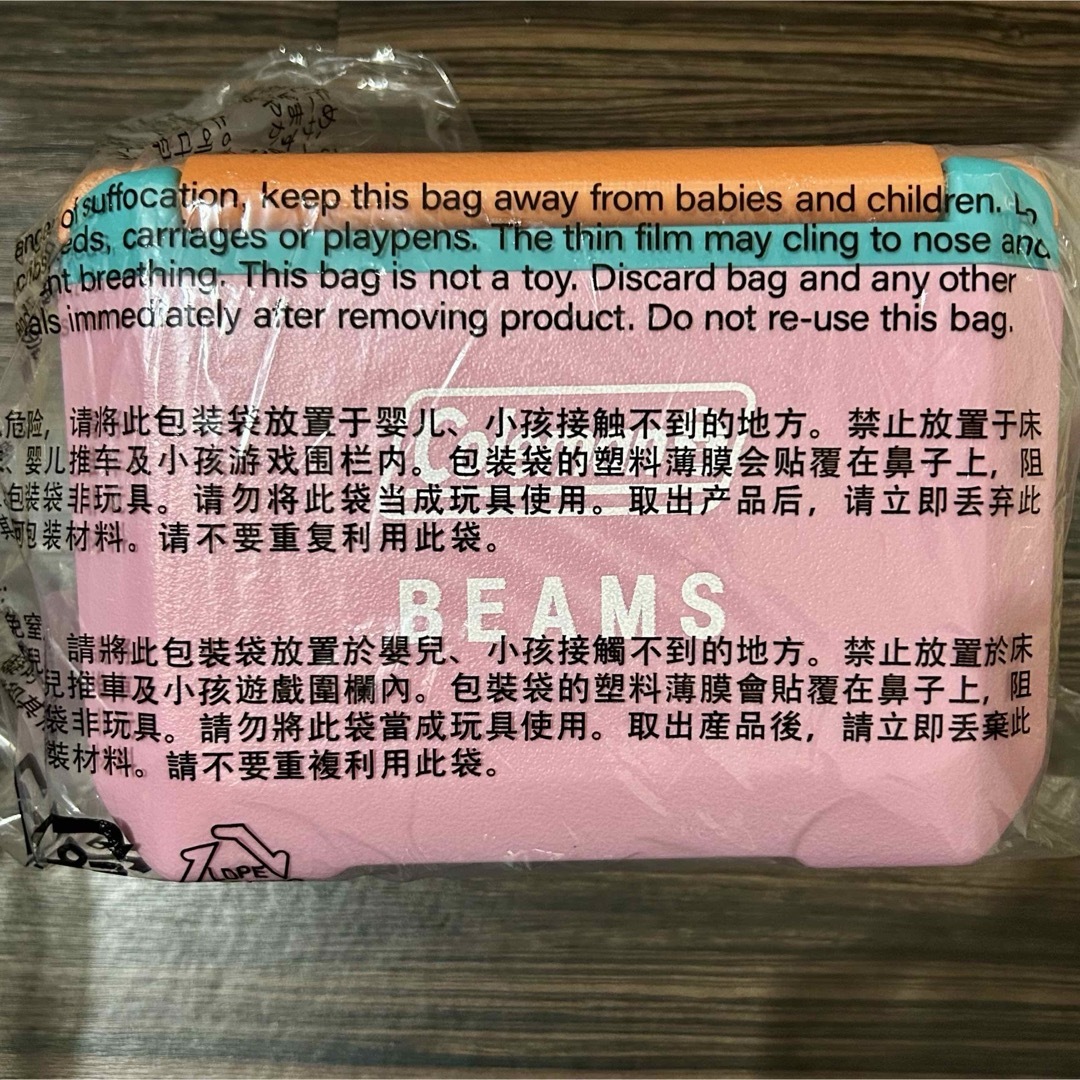 of suffocation, keep this bag away from babies and children.
carriages or playpens. The thin film may cling to nose and
breathing. This bag is not a toy. Discard bag and any other
immediately after removing product. Do not re-use this bag.
危险，请将此包装袋放置于婴儿、小孩接触不到的地方。禁止放置于床
、婴儿推车及小孩游戏围栏内。包装袋的塑料薄膜会贴覆在鼻子上，阻
包装袋非玩具。请勿将此袋当成玩具使用。取出产品后，请立即丢弃此
包装材料。请不要重复利用此袋。
Coleman
BEAMS
請將此包裝袋放置於嬰兒、小孩接觸不到的地方。禁止放置於床
兒推車及小孩遊戲圍欄內。包裝袋的塑料薄膜會貼覆在鼻子上，阻
袋非玩具。請勿將此袋當成玩具使用。取出産品後，請立即丟棄此
裝材料。請不要重複利用此袋。
LDPE